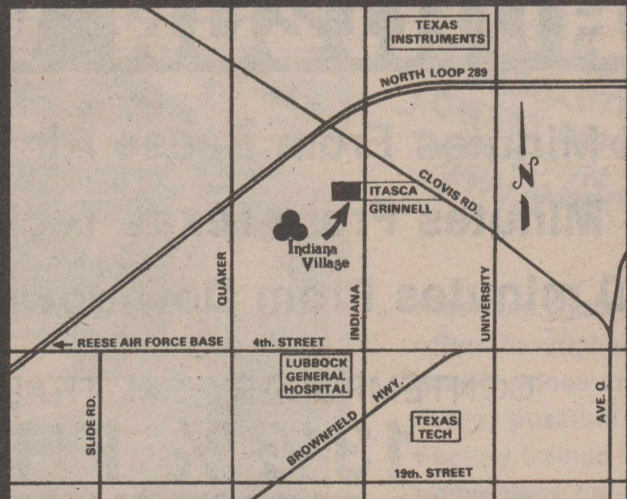 TEXAS
INSTRUMENTS
NORTH LOOP 289
N
CLOVIS RD.
ITASCA
GRINNELL
Indiana
Village
QUAKER
INDIANA
UNIVERSITY
REESE AIR FORCE BASE
4th. STREET
LUBBOCK
GENERAL
HOSPITAL
SLIDE RD.
BROWNFIELD HWY.
TEXAS
TECH
AVE. Q
19th. STREET